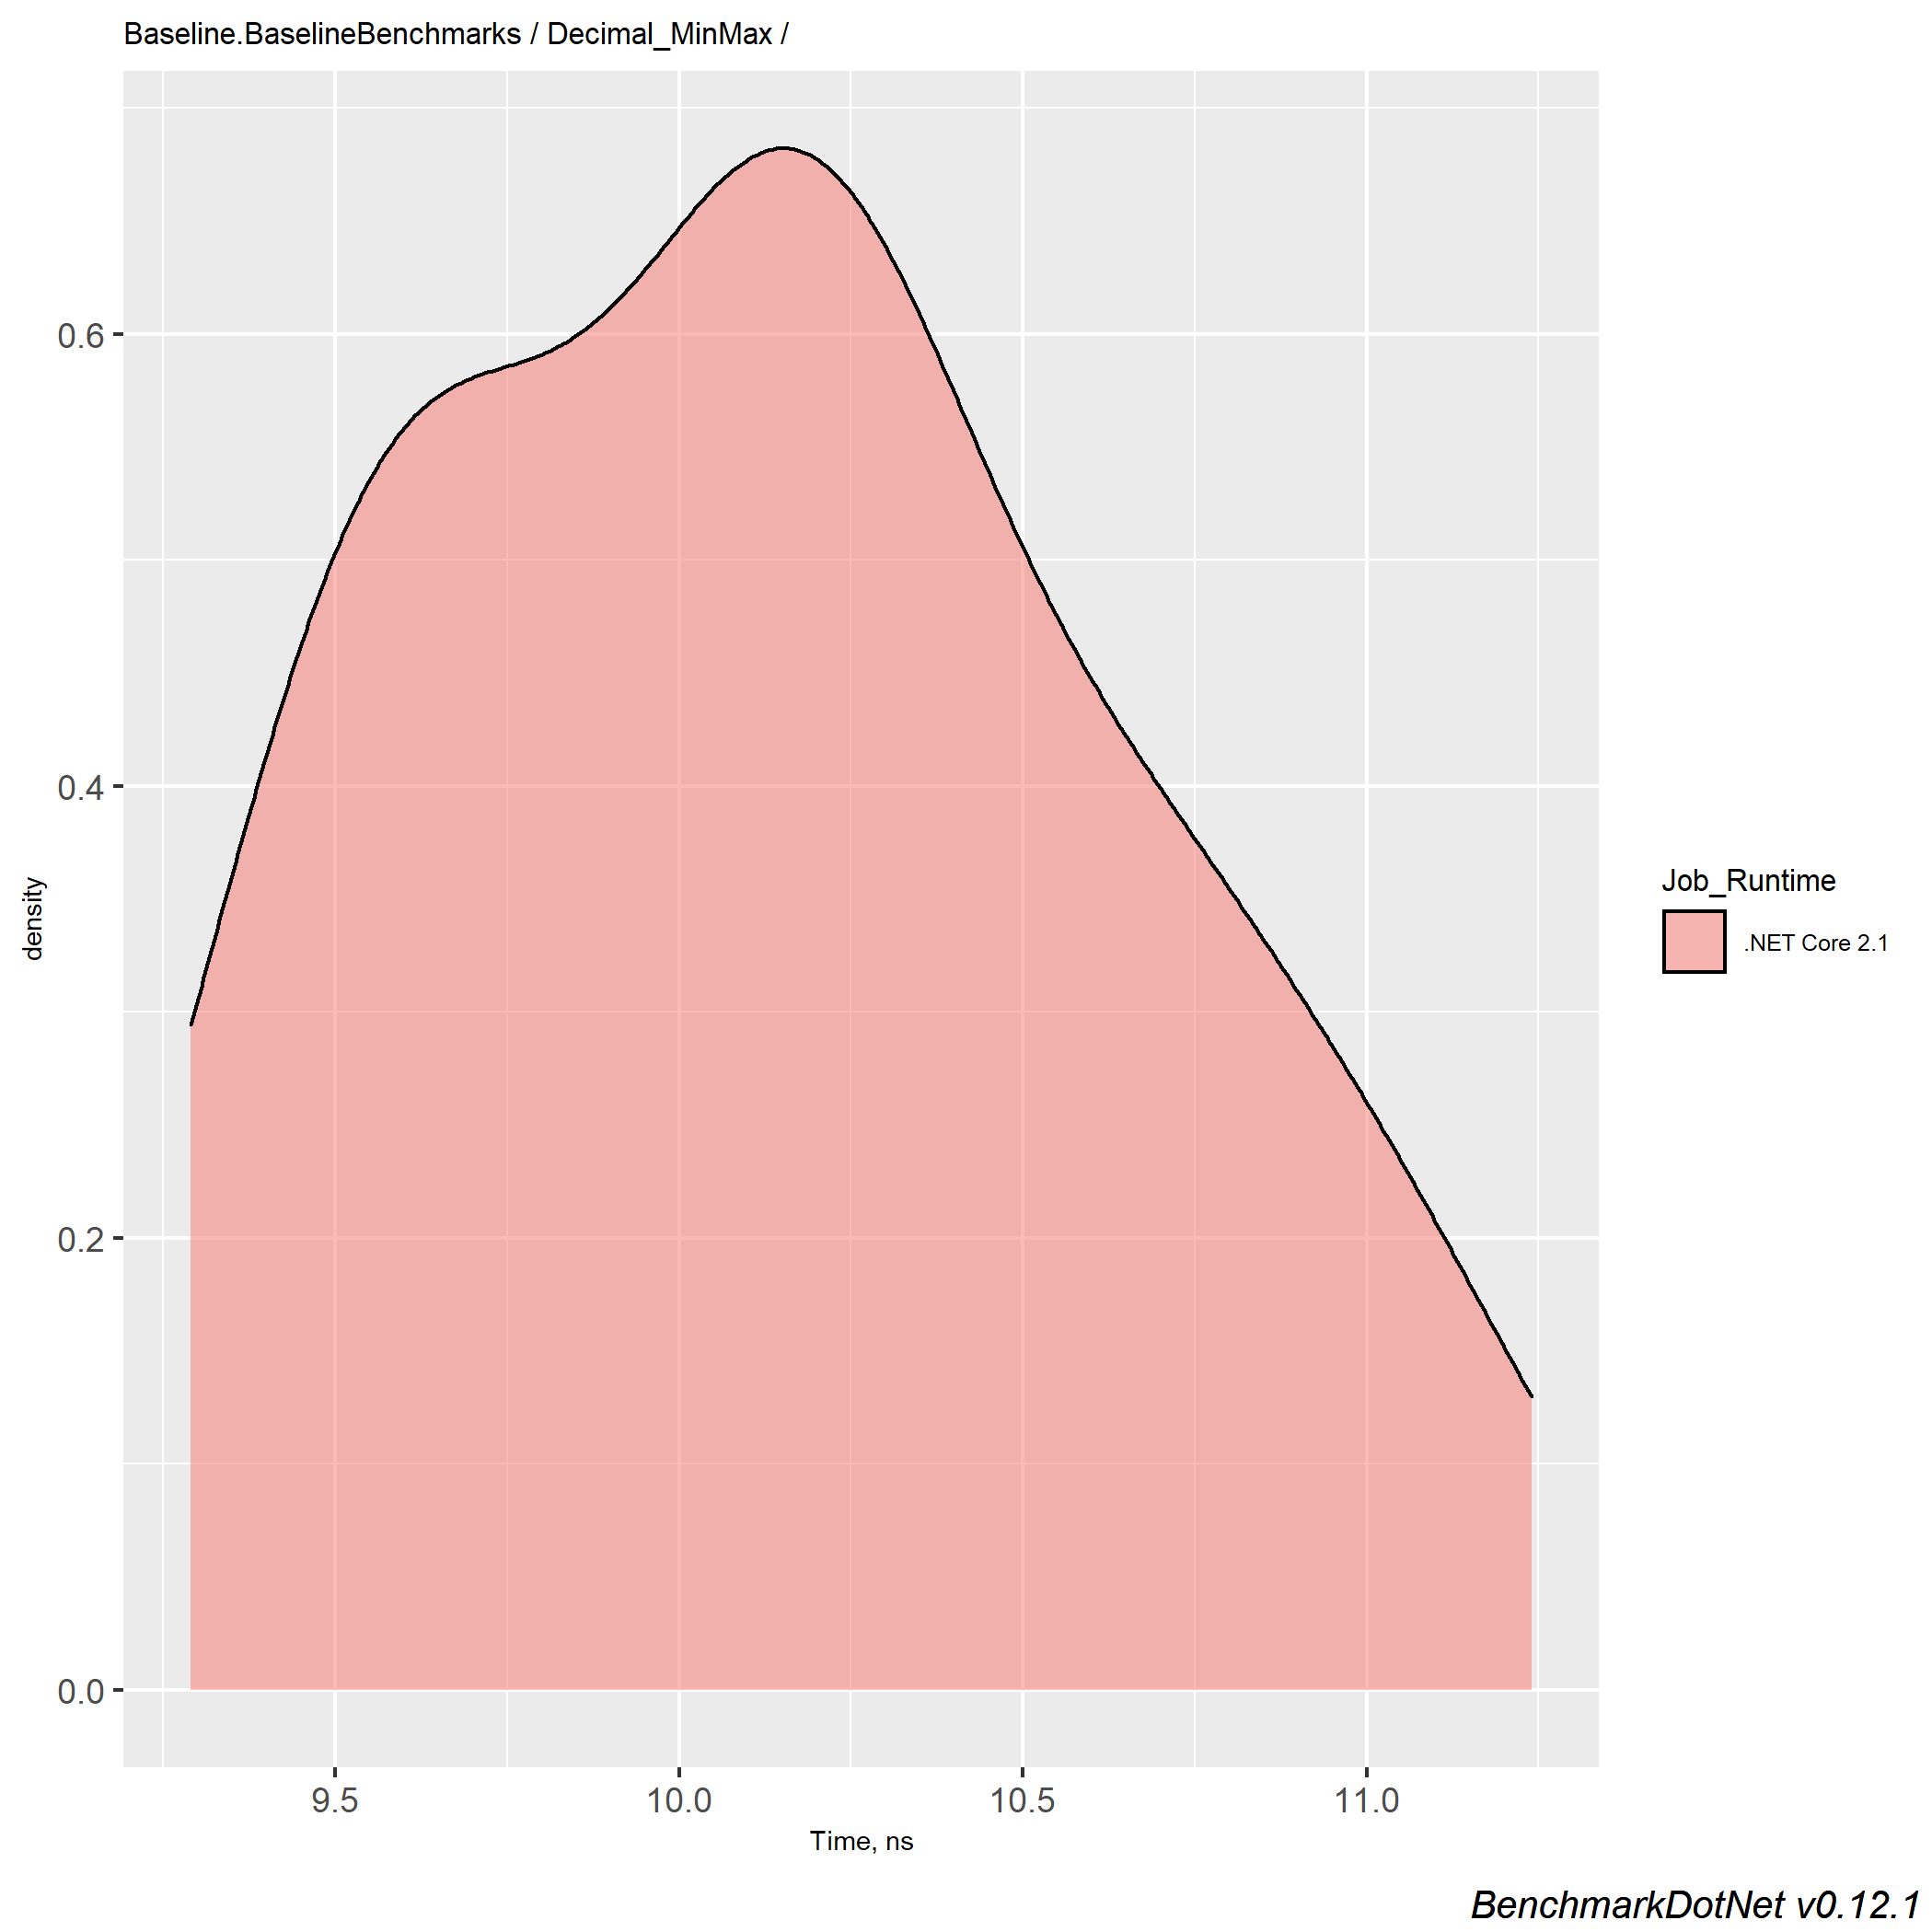 Baseline.BaselineBenchmarks / Decimal_MinMax /
0.6
0.4
0.2
0.0
density
9.5 10.0 10.5 11.0
Time, ns
Job_Runtime
.NET Core 2.1
BenchmarkDotNet v0.12.1